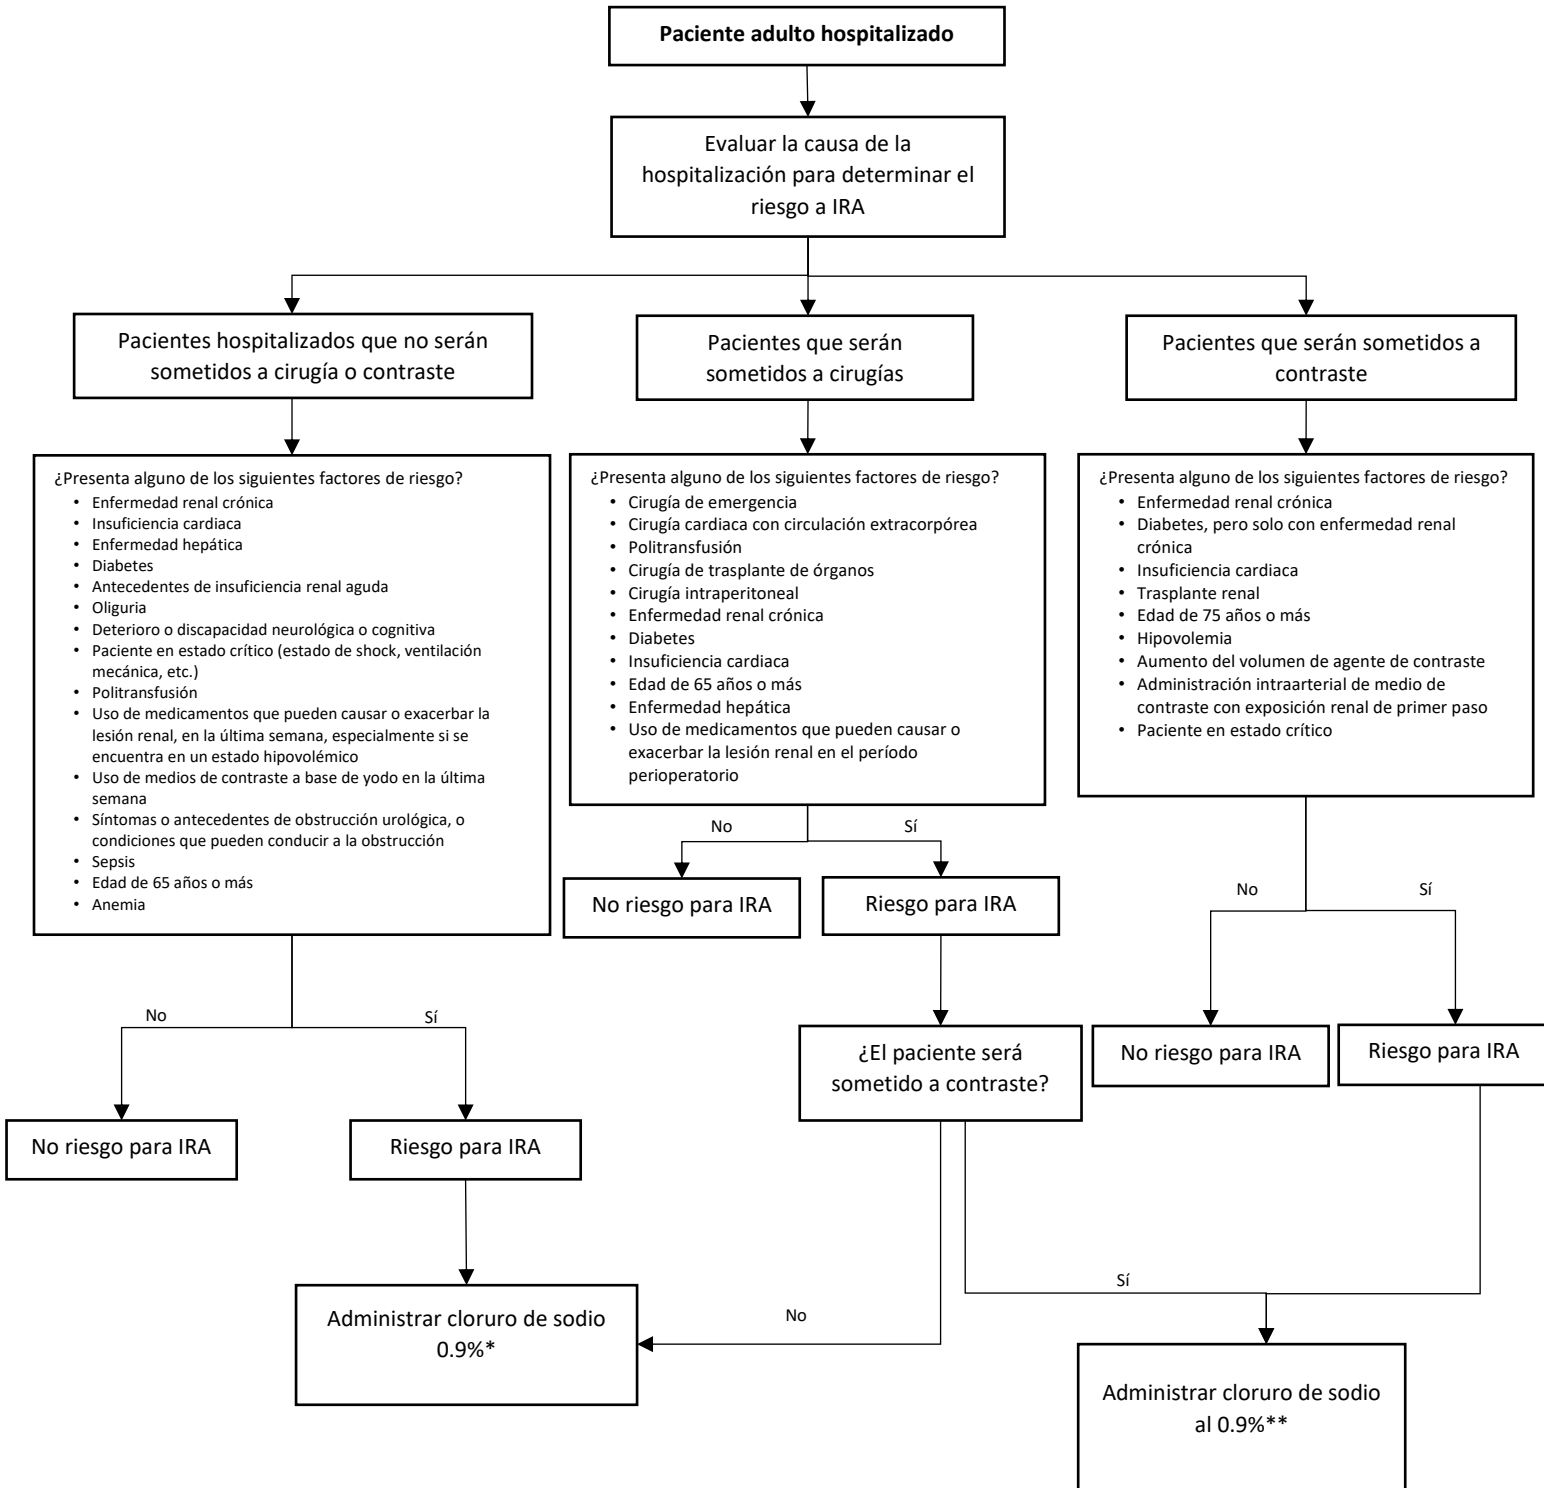 Paciente adulto hospitalizado
Evaluar la causa de la
hospitalización para determinar el
riesgo a IRA
Pacientes hospitalizados que no serán
sometidos a cirugía o contraste
Pacientes que serán
sometidos a cirugías
Pacientes que serán sometidos a
contraste
¿Presenta alguno de los siguientes factores de riesgo?
• Enfermedad renal crónica
• Insuficiencia cardiaca
• Enfermedad hepática
• Diabetes
• Antecedentes de insuficiencia renal aguda
• Oliguria
• Deterioro o discapacidad neurológica o cognitiva
• Paciente en estado crítico (estado de shock, ventilación
mecánica, etc.)
• Politransfusión
• Uso de medicamentos que pueden causar o exacerbar la
lesión renal, en la última semana, especialmente si se
encuentra en un estado hipovolémico
• Uso de medios de contraste a base de yodo en la última
semana
• Síntomas o antecedentes de obstrucción urológica, o
condiciones que pueden conducir a la obstrucción
• Sepsis
• Edad de 65 años o más
• Anemia
¿Presenta alguno de los siguientes factores de riesgo?
• Cirugía de emergencia
• Cirugía cardiaca con circulación extracorpórea
• Politransfusión
• Cirugía de trasplante de órganos
• Cirugía intraperitoneal
• Enfermedad renal crónica
• Diabetes
• Insuficiencia cardiaca
• Edad de 65 años o más
• Enfermedad hepática
• Uso de medicamentos que pueden causar o
exacerbar la lesión renal en el período
perioperatorio
¿Presenta alguno de los siguientes factores de riesgo?
• Enfermedad renal crónica
• Diabetes, pero solo con enfermedad renal
crónica
• Insuficiencia cardiaca
• Trasplante renal
• Edad de 75 años o más
• Hipovolemia
• Aumento del volumen de agente de contraste
• Administración intraarterial de medio de
contraste con exposición renal de primer paso
• Paciente en estado crítico
No
Sí
No riesgo para IRA
Riesgo para IRA
No
Sí
No
Sí
¿El paciente será
sometido a contraste?
No riesgo para IRA
Riesgo para IRA
No riesgo para IRA
Riesgo para IRA
Sí
No
Administrar cloruro de sodio
0.9%*
Administrar cloruro de sodio
al 0.9%**